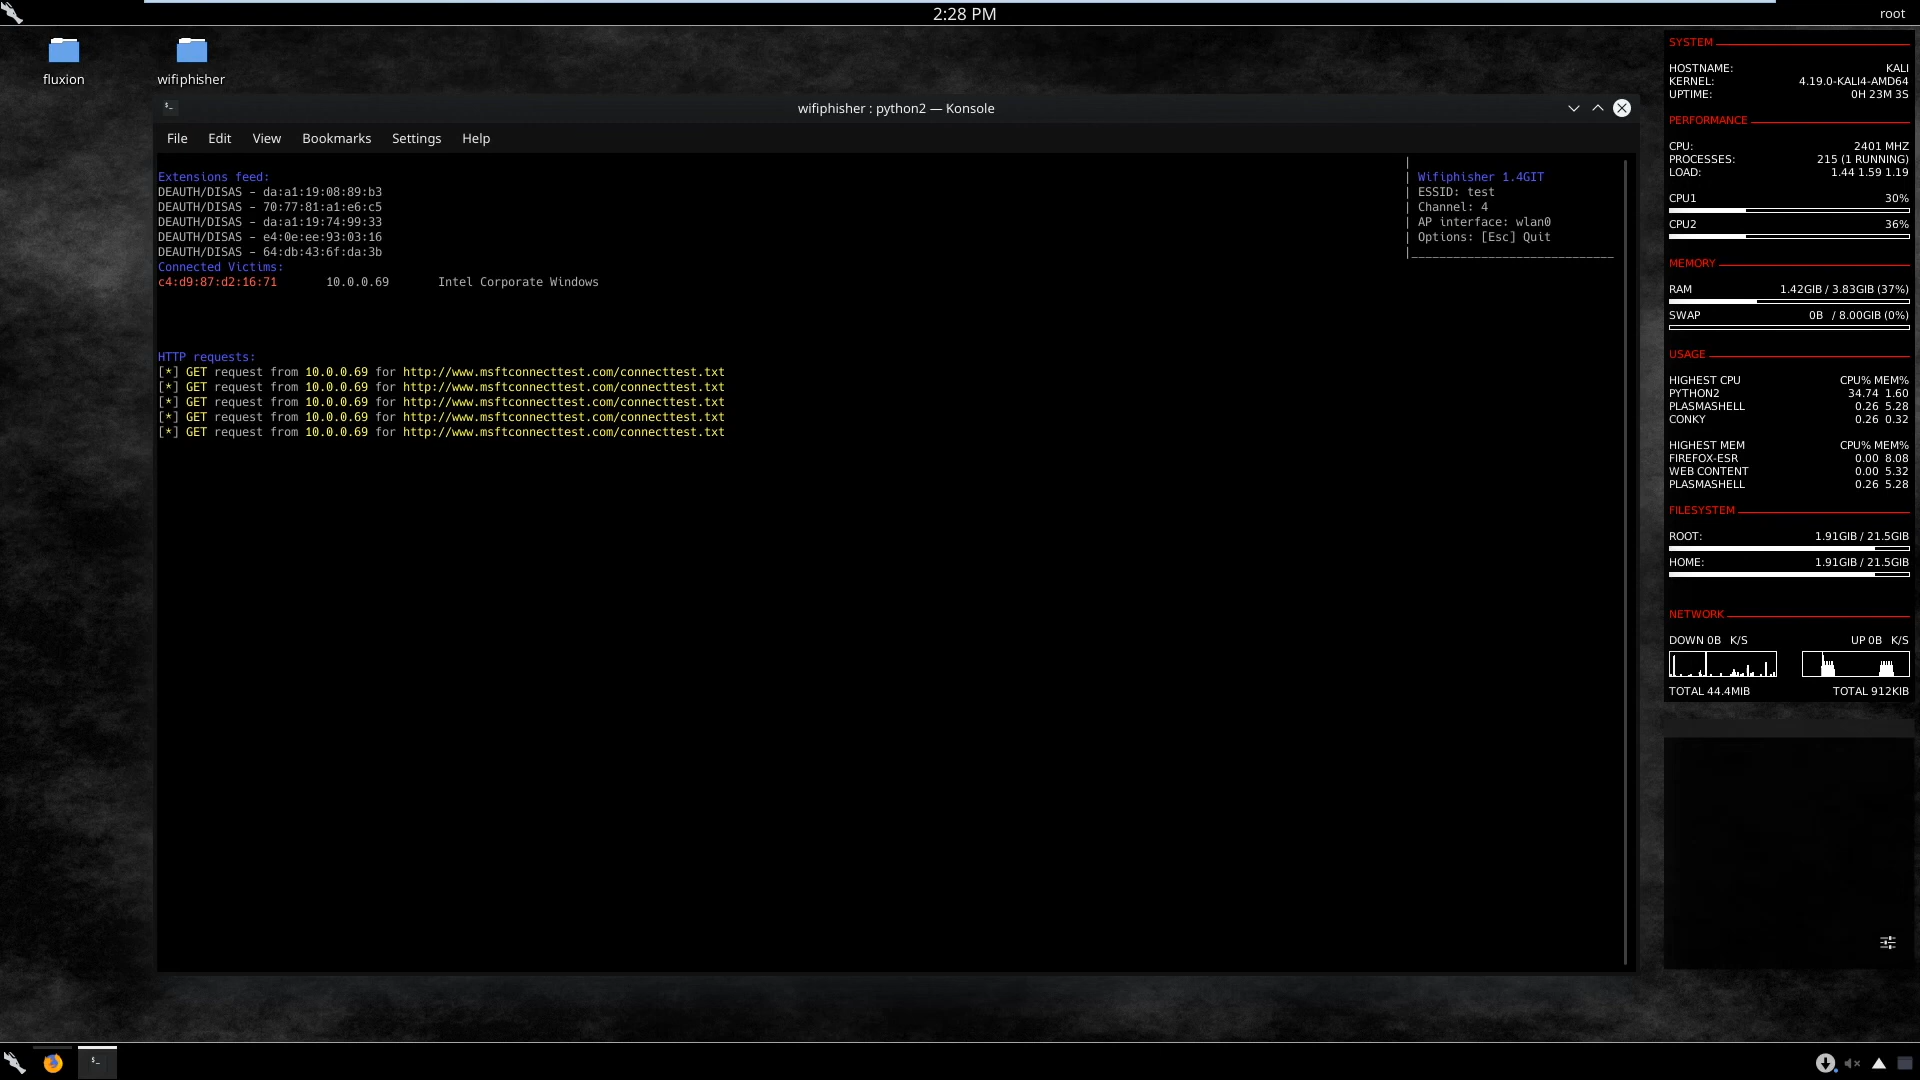 2:28 PM
root
fluxion
wifiphisher
wifiphisher : python2 — Konsole
File Edit View Bookmarks Settings Help
Extensions feed:
DEAUTH/DISAS - da:a1:19:08:89:b3
DEAUTH/DISAS - 70:77:81:a1:e6:c5
DEAUTH/DISAS - da:a1:19:74:99:33
DEAUTH/DISAS - e4:0e:ee:93:03:16
DEAUTH/DISAS - 64:db:43:6f:da:3b
Connected Victims:
c4:d9:87:d2:16:71 10.0.0.69 Intel Corporate Windows
HTTP requests:
[*] GET request from 10.0.0.69 for http://www.msftconnecttest.com/connecttest.txt
[*] GET request from 10.0.0.69 for http://www.msftconnecttest.com/connecttest.txt
[*] GET request from 10.0.0.69 for http://www.msftconnecttest.com/connecttest.txt
[*] GET request from 10.0.0.69 for http://www.msftconnecttest.com/connecttest.txt
[*] GET request from 10.0.0.69 for http://www.msftconnecttest.com/connecttest.txt
|
| Wifiphisher 1.4GIT
| ESSID: test
| Channel: 4
| AP interface: wlan0
| Options: [Esc] Quit
|_____________________________
SYSTEM
HOSTNAME: KALI
KERNEL: 4.19.0-KALI4-AMD64
UPTIME: 0H 23M 3S
PERFORMANCE
CPU: 2401 MHZ
PROCESSES: 215 (1 RUNNING)
LOAD: 1.44 1.59 1.19
CPU1 30%
CPU2 36%
MEMORY
RAM 1.42GIB / 3.83GIB (37%)
SWAP 0B / 8.00GIB (0%)
USAGE
HIGHEST CPU CPU% MEM%
PYTHON2 34.74 1.60
PLASMASHELL 0.26 5.28
CONKY 0.26 0.32
HIGHEST MEM CPU% MEM%
FIREFOX-ESR 0.00 8.08
WEB CONTENT 0.00 5.32
PLASMASHELL 0.26 5.28
FILESYSTEM
ROOT: 1.91GIB / 21.5GIB
HOME: 1.91GIB / 21.5GIB
NETWORK
DOWN 0B K/S UP 0B K/S
TOTAL 44.4MIB TOTAL 912KIB